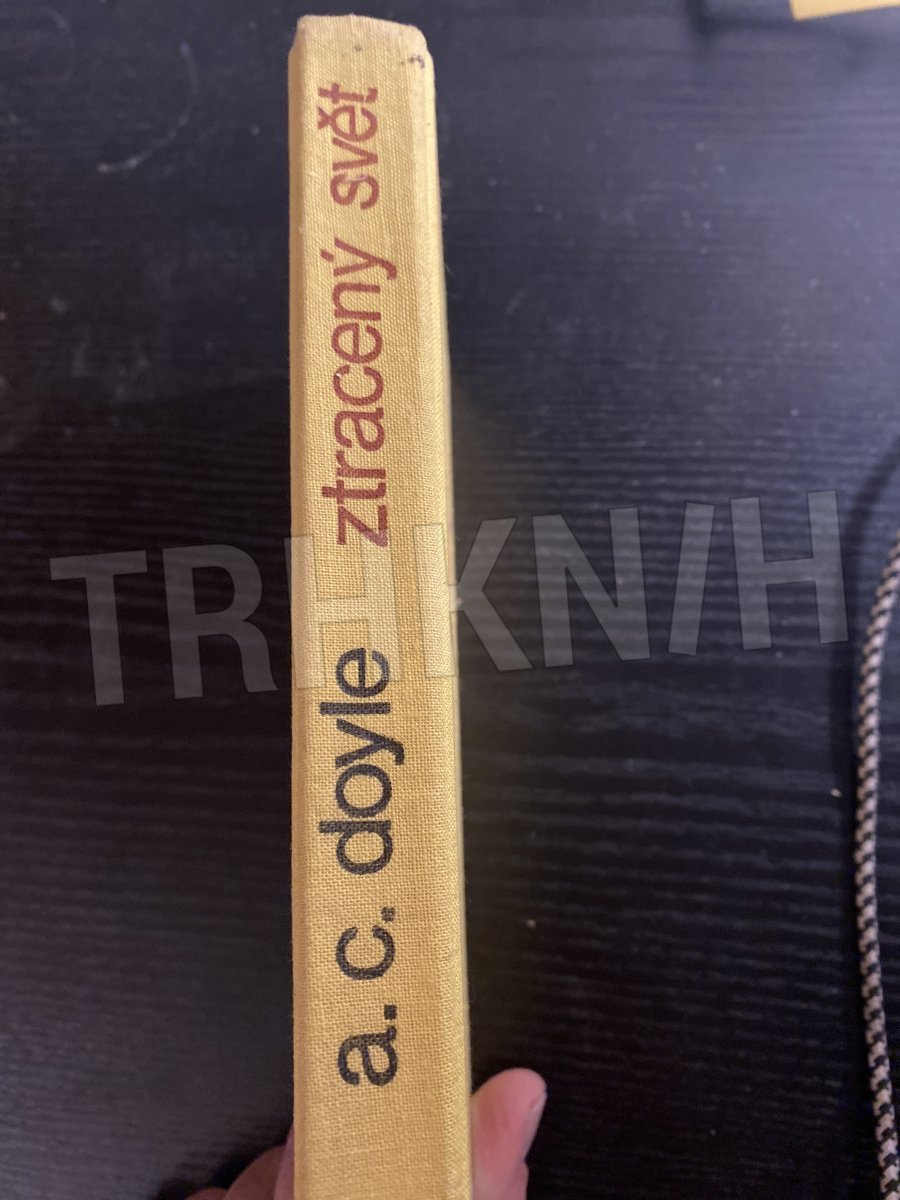 a. c. doyle ztracený svět
TRH KNIH